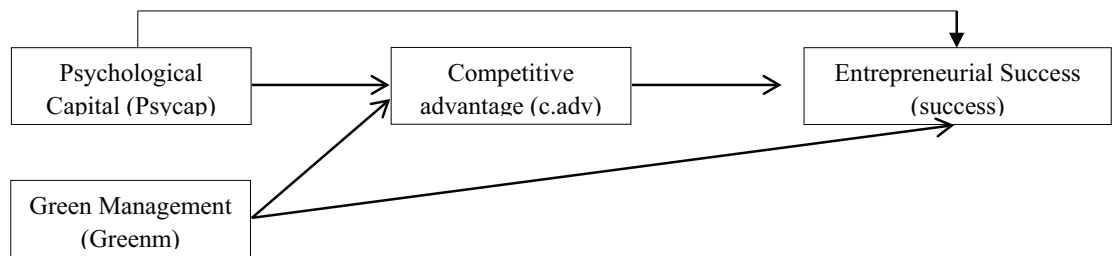 Psychological
Capital (Psycap)
Competitive
advantage (c.adv)
Entrepreneurial Success
(success)
Green Management
(Greenm)